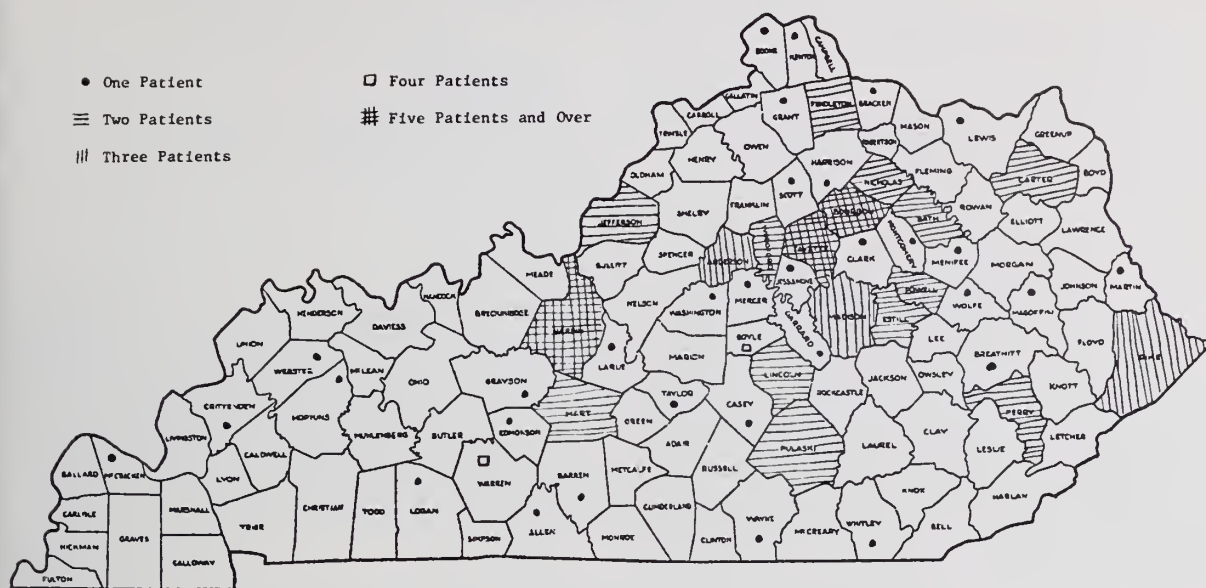 One Patient
Two Patients
Three Patients
Four Patients
Five Patients and Over
BOONE
KENTON
CAMPBELL
GALLATIN
GRANT
PENDLETON
BRACKEN
CARROLL
TRIMBLE
OWEN
ROBERTSON
MASON
LEWIS
GREENUP
HENRY
OLDHAM
HARRISON
NICHOLAS
FLEMING
CARTER
BOYD
JEFFERSON
SHELBY
FRANKLIN
SCOTT
BOURBON
BATH
ROWAN
ELLIOTT
LAWRENCE
MEADE
BULLITT
SPENCER
ANDERSON
WOODFORD
FAYETTE
CLARK
MONTGOMERY
MENIFEE
MORGAN
JOHNSON
MARTIN
HANCOCK
BRECKINRIDGE
HARDIN
NELSON
WASHINGTON
MERCER
JESSAMINE
GARRARD
MADISON
POWELL
ESTILL
WOLFE
MAGOFFIN
HENDERSON
DAVIESS
UNION
WEBSTER
MCLEAN
OHIO
GRAYSON
LARUE
MARION
BOYLE
LINCOLN
ROCKCASTLE
JACKSON
LEE
OWSLEY
BREATHITT
FLOYD
PIKE
KNOTT
CRITTENDEN
HOPKINS
MUHLENBERG
BUTLER
EDMONSON
HART
GREEN
TAYLOR
CASEY
PULASKI
LAUREL
CLAY
PERRY
LESLIE
LETCHER
LIVINGSTON
CALDWELL
LYON
WARREN
BARREN
METCALFE
ADAIR
RUSSELL
KNOX
HARLAN
BALLARD
MCCRACKEN
CARLISLE
GRAVES
MARSHALL
TRIGG
CHRISTIAN
TODD
LOGAN
SIMPSON
ALLEN
MONROE
CUMBERLAND
CLINTON
WAYNE
MCCREARY
WHITLEY
BELL
HICKMAN
FULTON
CALLOWAY